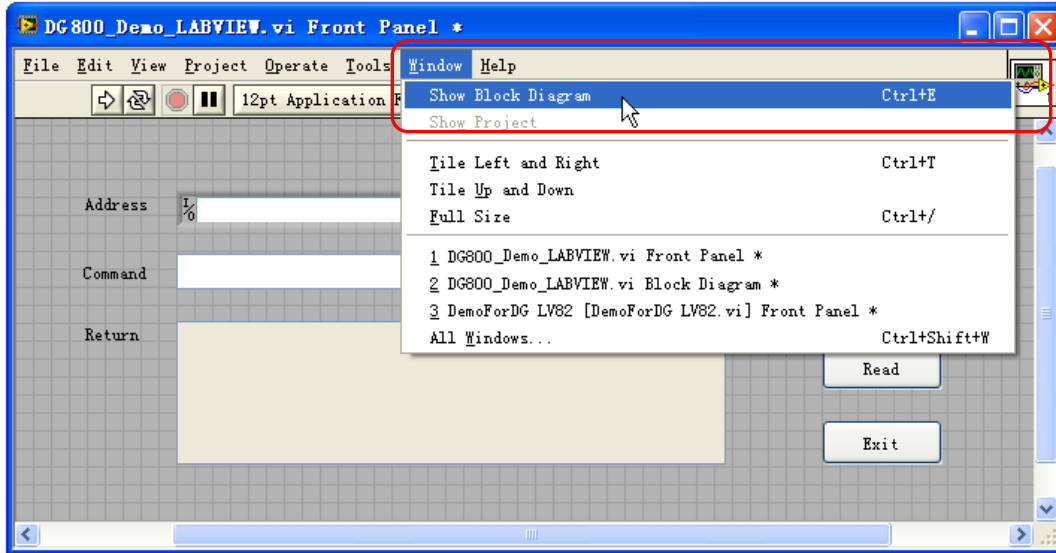 DG800_Demo_LABVIEW.vi Front Panel *
File Edit View Project Operate Tools Window Help
12pt Application
Show Block Diagram Ctrl+E
Show Project
Tile Left and Right Ctrl+T
Tile Up and Down
Full Size Ctrl+/
1 DG800_Demo_LABVIEW.vi Front Panel *
2 DG800_Demo_LABVIEW.vi Block Diagram *
3 DemoForDG LV82 [DemoForDG LV82.vi] Front Panel *
All Windows... Ctrl+Shift+W
Address I/O
Command
Return
Read
Exit